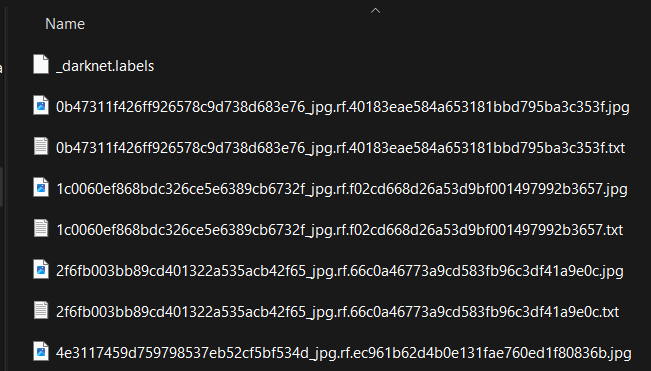 Name
_darknet.labels
0b47311f426ff926578c9d738d683e76_jpg.rf.40183eae584a653181bbd795ba3c353f.jpg
0b47311f426ff926578c9d738d683e76_jpg.rf.40183eae584a653181bbd795ba3c353f.txt
1c0060ef868bdc326ce5e6389cb6732f_jpg.rf.f02cd668d26a53d9bf001497992b3657.jpg
1c0060ef868bdc326ce5e6389cb6732f_jpg.rf.f02cd668d26a53d9bf001497992b3657.txt
2f6fb003bb89cd401322a535acb42f65_jpg.rf.66c0a46773a9cd583fb96c3df41a9e0c.jpg
2f6fb003bb89cd401322a535acb42f65_jpg.rf.66c0a46773a9cd583fb96c3df41a9e0c.txt
4e3117459d759798537eb52cf5bf534d_jpg.rf.ec961b62d4b0e131fae760ed1f80836b.jpg